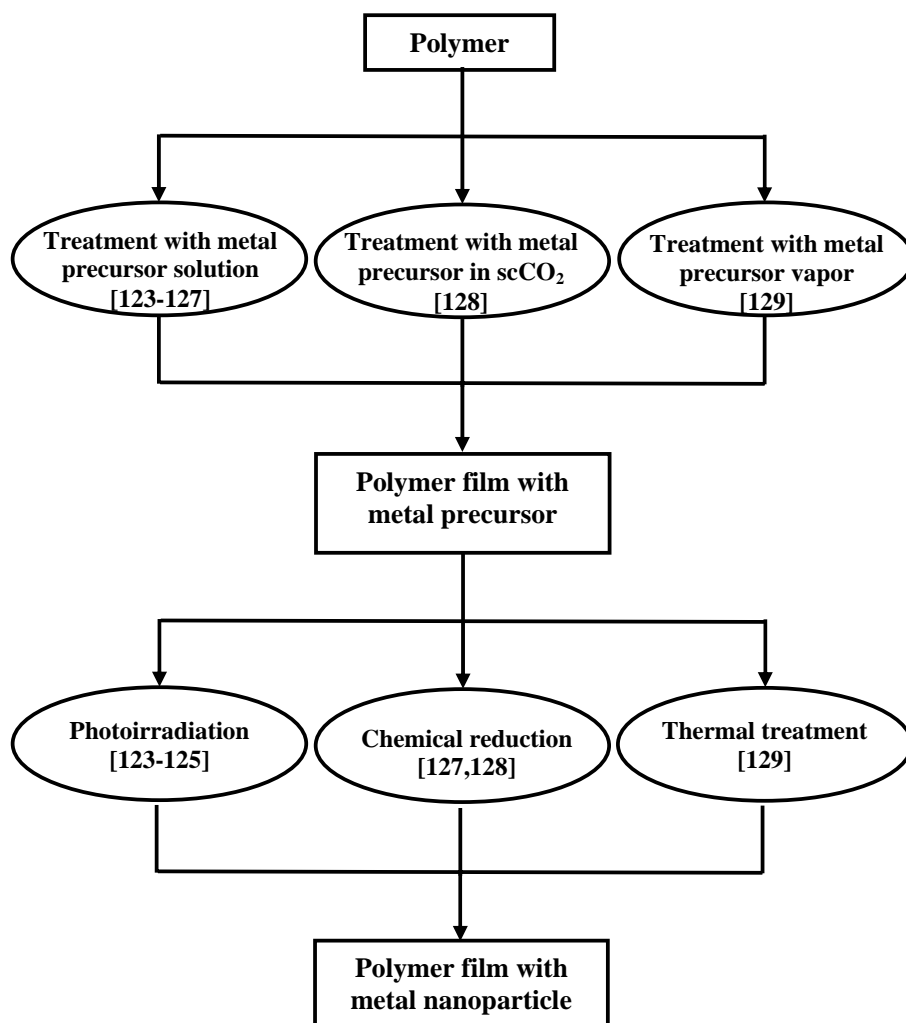 Polymer
Treatment with metal
precursor solution
[123-127]
Treatment with metal
precursor in scCO₂
[128]
Treatment with metal
precursor vapor
[129]
Polymer film with
metal precursor
Photoirradiation
[123-125]
Chemical reduction
[127,128]
Thermal treatment
[129]
Polymer film with
metal nanoparticle